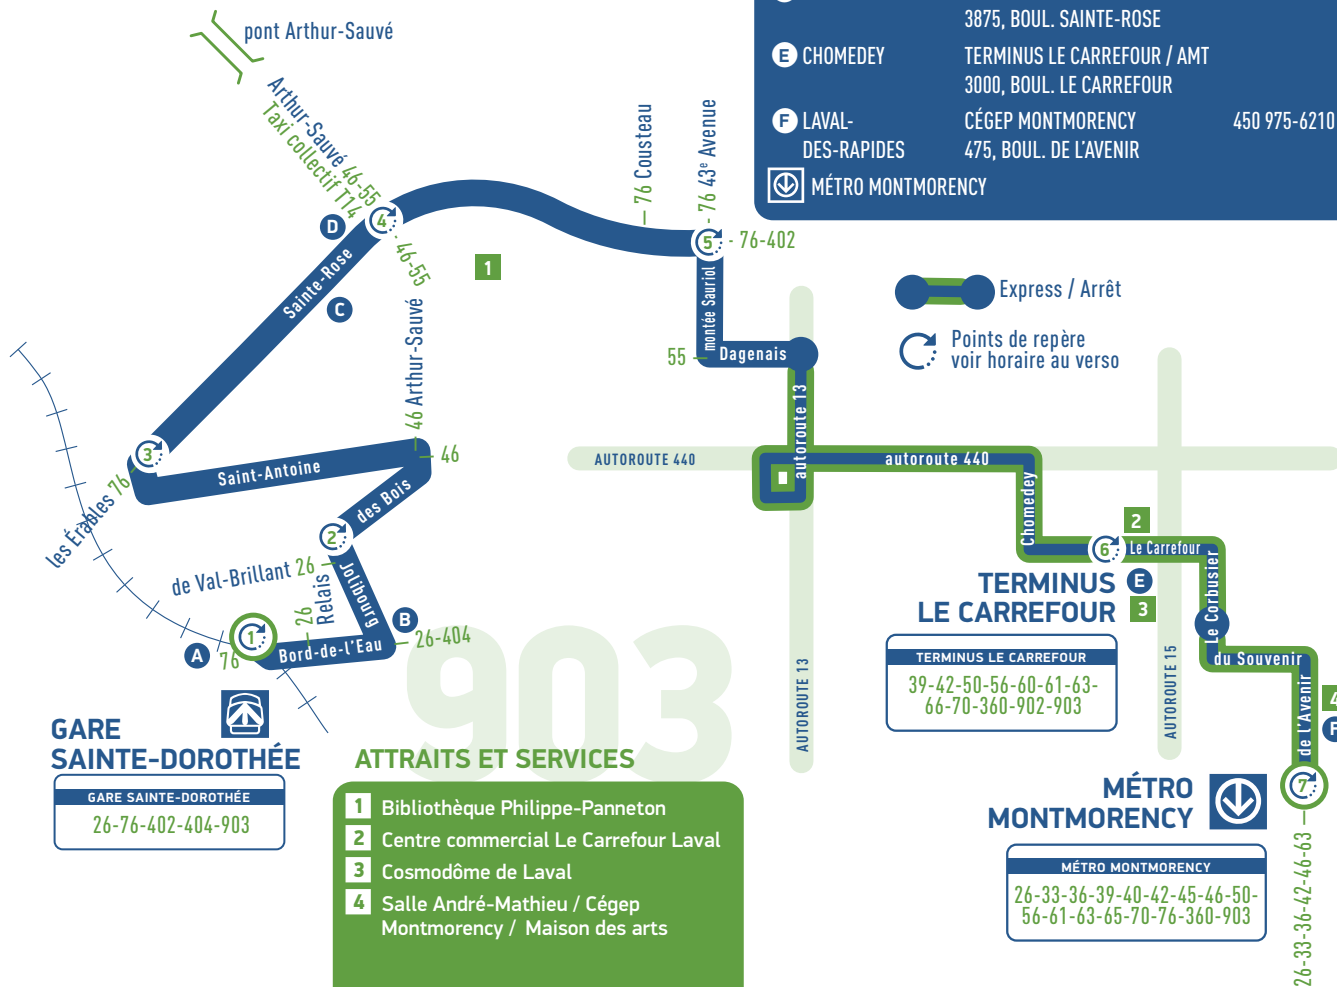 pont Arthur-Sauvé
3875, BOUL. SAINTE-ROSE
E CHOMEDEY TERMINUS LE CARREFOUR / AMT
3000, BOUL. LE CARREFOUR
F LAVAL- CÉGEP MONTMORENCY 450 975-6210
DES-RAPIDES 475, BOUL. DE L'AVENIR
MÉTRO MONTMORENCY
Arthur-Sauvé 46-55
Taxi collectif T14
4
46-55
D
Sainte-Rose
C
1
76 Cousteau
76 43e Avenue
5
76-402
montée Sauriol
55
Dagenais
Express / Arrêt
Points de repère
voir horaire au verso
46 Arthur-Sauvé
46
3
76
les Érables
Saint-Antoine
des Bois
2
de Val-Brillant 26
26 Relais
Jolibourg
B
26-404
1
76
A
Bord-de-l'Eau
AUTOROUTE 440
autoroute 13
autoroute 440
Chomedey
2
6
Le Carrefour
TERMINUS
LE CARREFOUR
E
3
Le Corbusier
du Souvenir
de l'Avenir
4
F
7
AUTOROUTE 13
AUTOROUTE 15
TERMINUS LE CARREFOUR
39-42-50-56-60-61-63-
66-70-360-902-903
903
GARE
SAINTE-DOROTHÉE
GARE SAINTE-DOROTHÉE
26-76-402-404-903
ATTRAITS ET SERVICES
1 Bibliothèque Philippe-Panneton
2 Centre commercial Le Carrefour Laval
3 Cosmodôme de Laval
4 Salle André-Mathieu / Cégep
Montmorency / Maison des arts
MÉTRO
MONTMORENCY
MÉTRO MONTMORENCY
26-33-36-39-40-42-45-46-50-
56-61-63-65-70-76-360-903
26-33-36-42-46-63